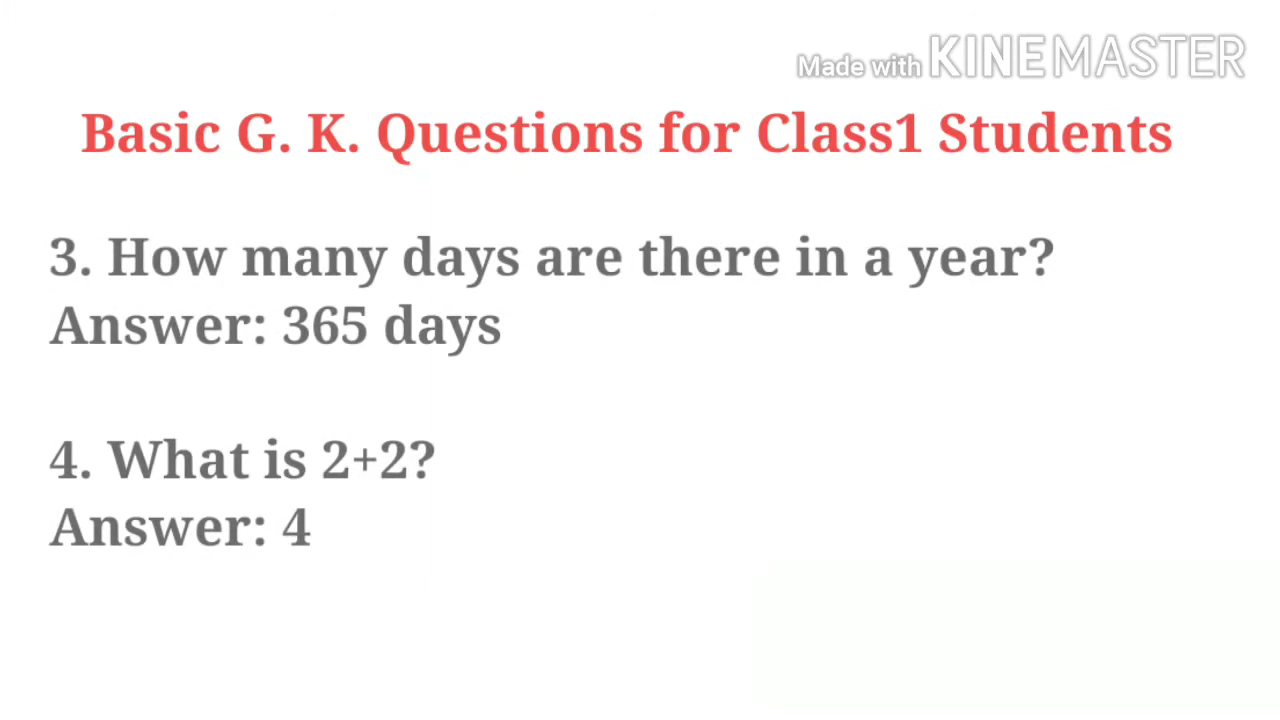 Made with KINEMASTER
Basic G. K. Questions for Class1 Students
3. How many days are there in a year?
Answer: 365 days
4. What is 2+2?
Answer: 4